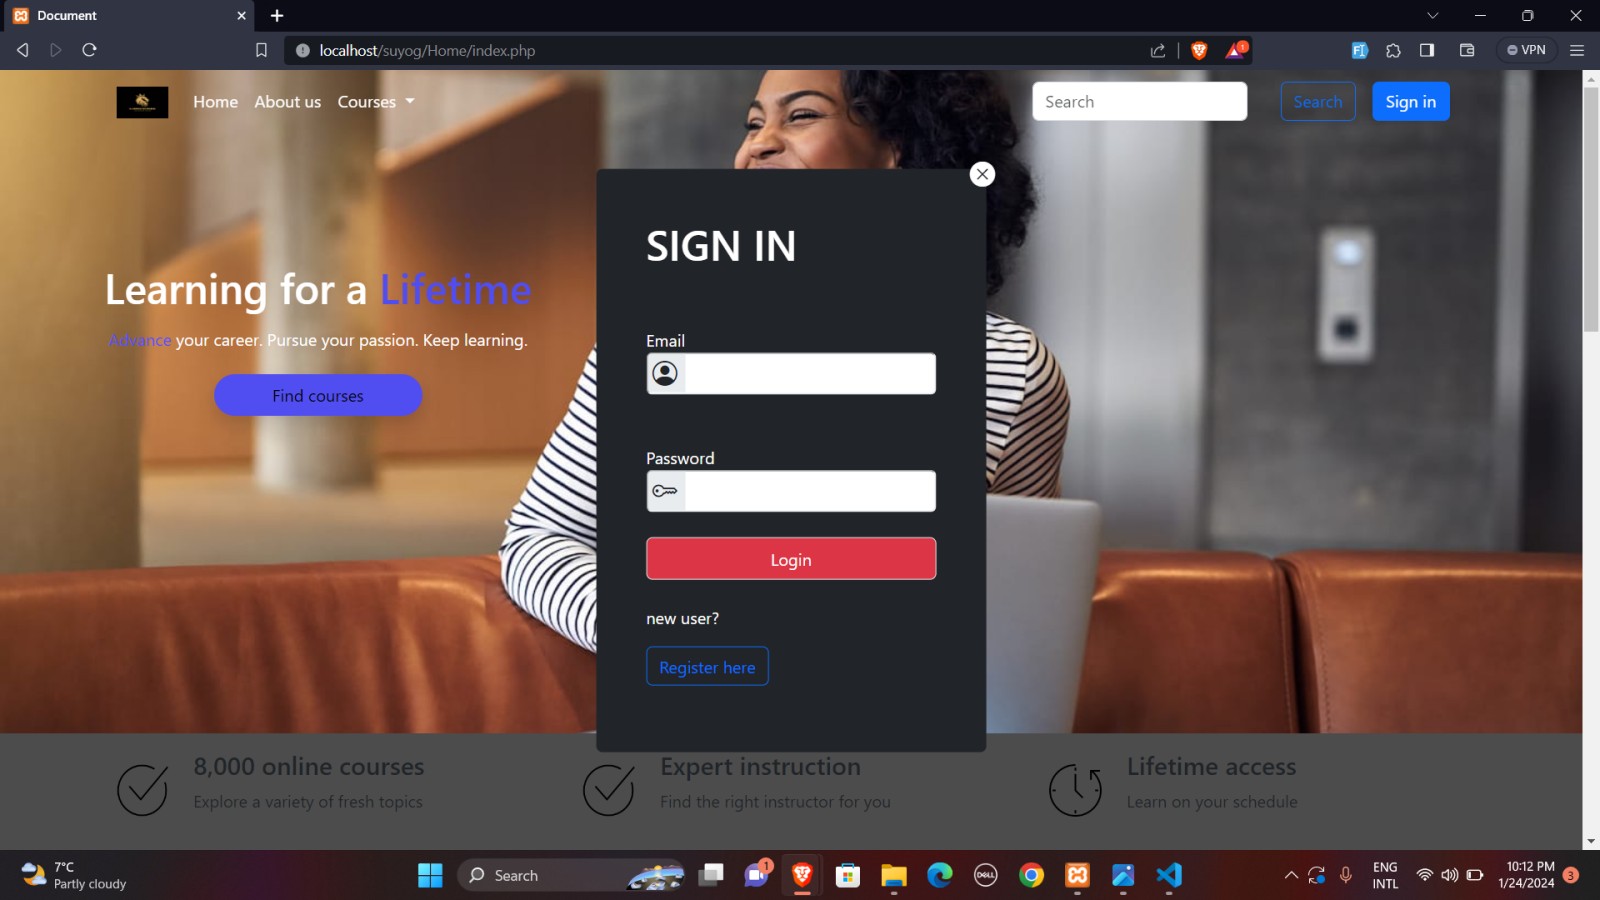 Document
localhost/suyog/Home/index.php
VPN
Home About us Courses
Search Search Sign in
Learning for a Lifetime
Advance your career. Pursue your passion. Keep learning.
Find courses
SIGN IN
Email
Password
Login
new user?
Register here
8,000 online courses
Explore a variety of fresh topics
Expert instruction
Find the right instructor for you
Lifetime access
Learn on your schedule
7°C
Partly cloudy
Search
1
DELL
ENG
INTL
10:12 PM
1/24/2024
3